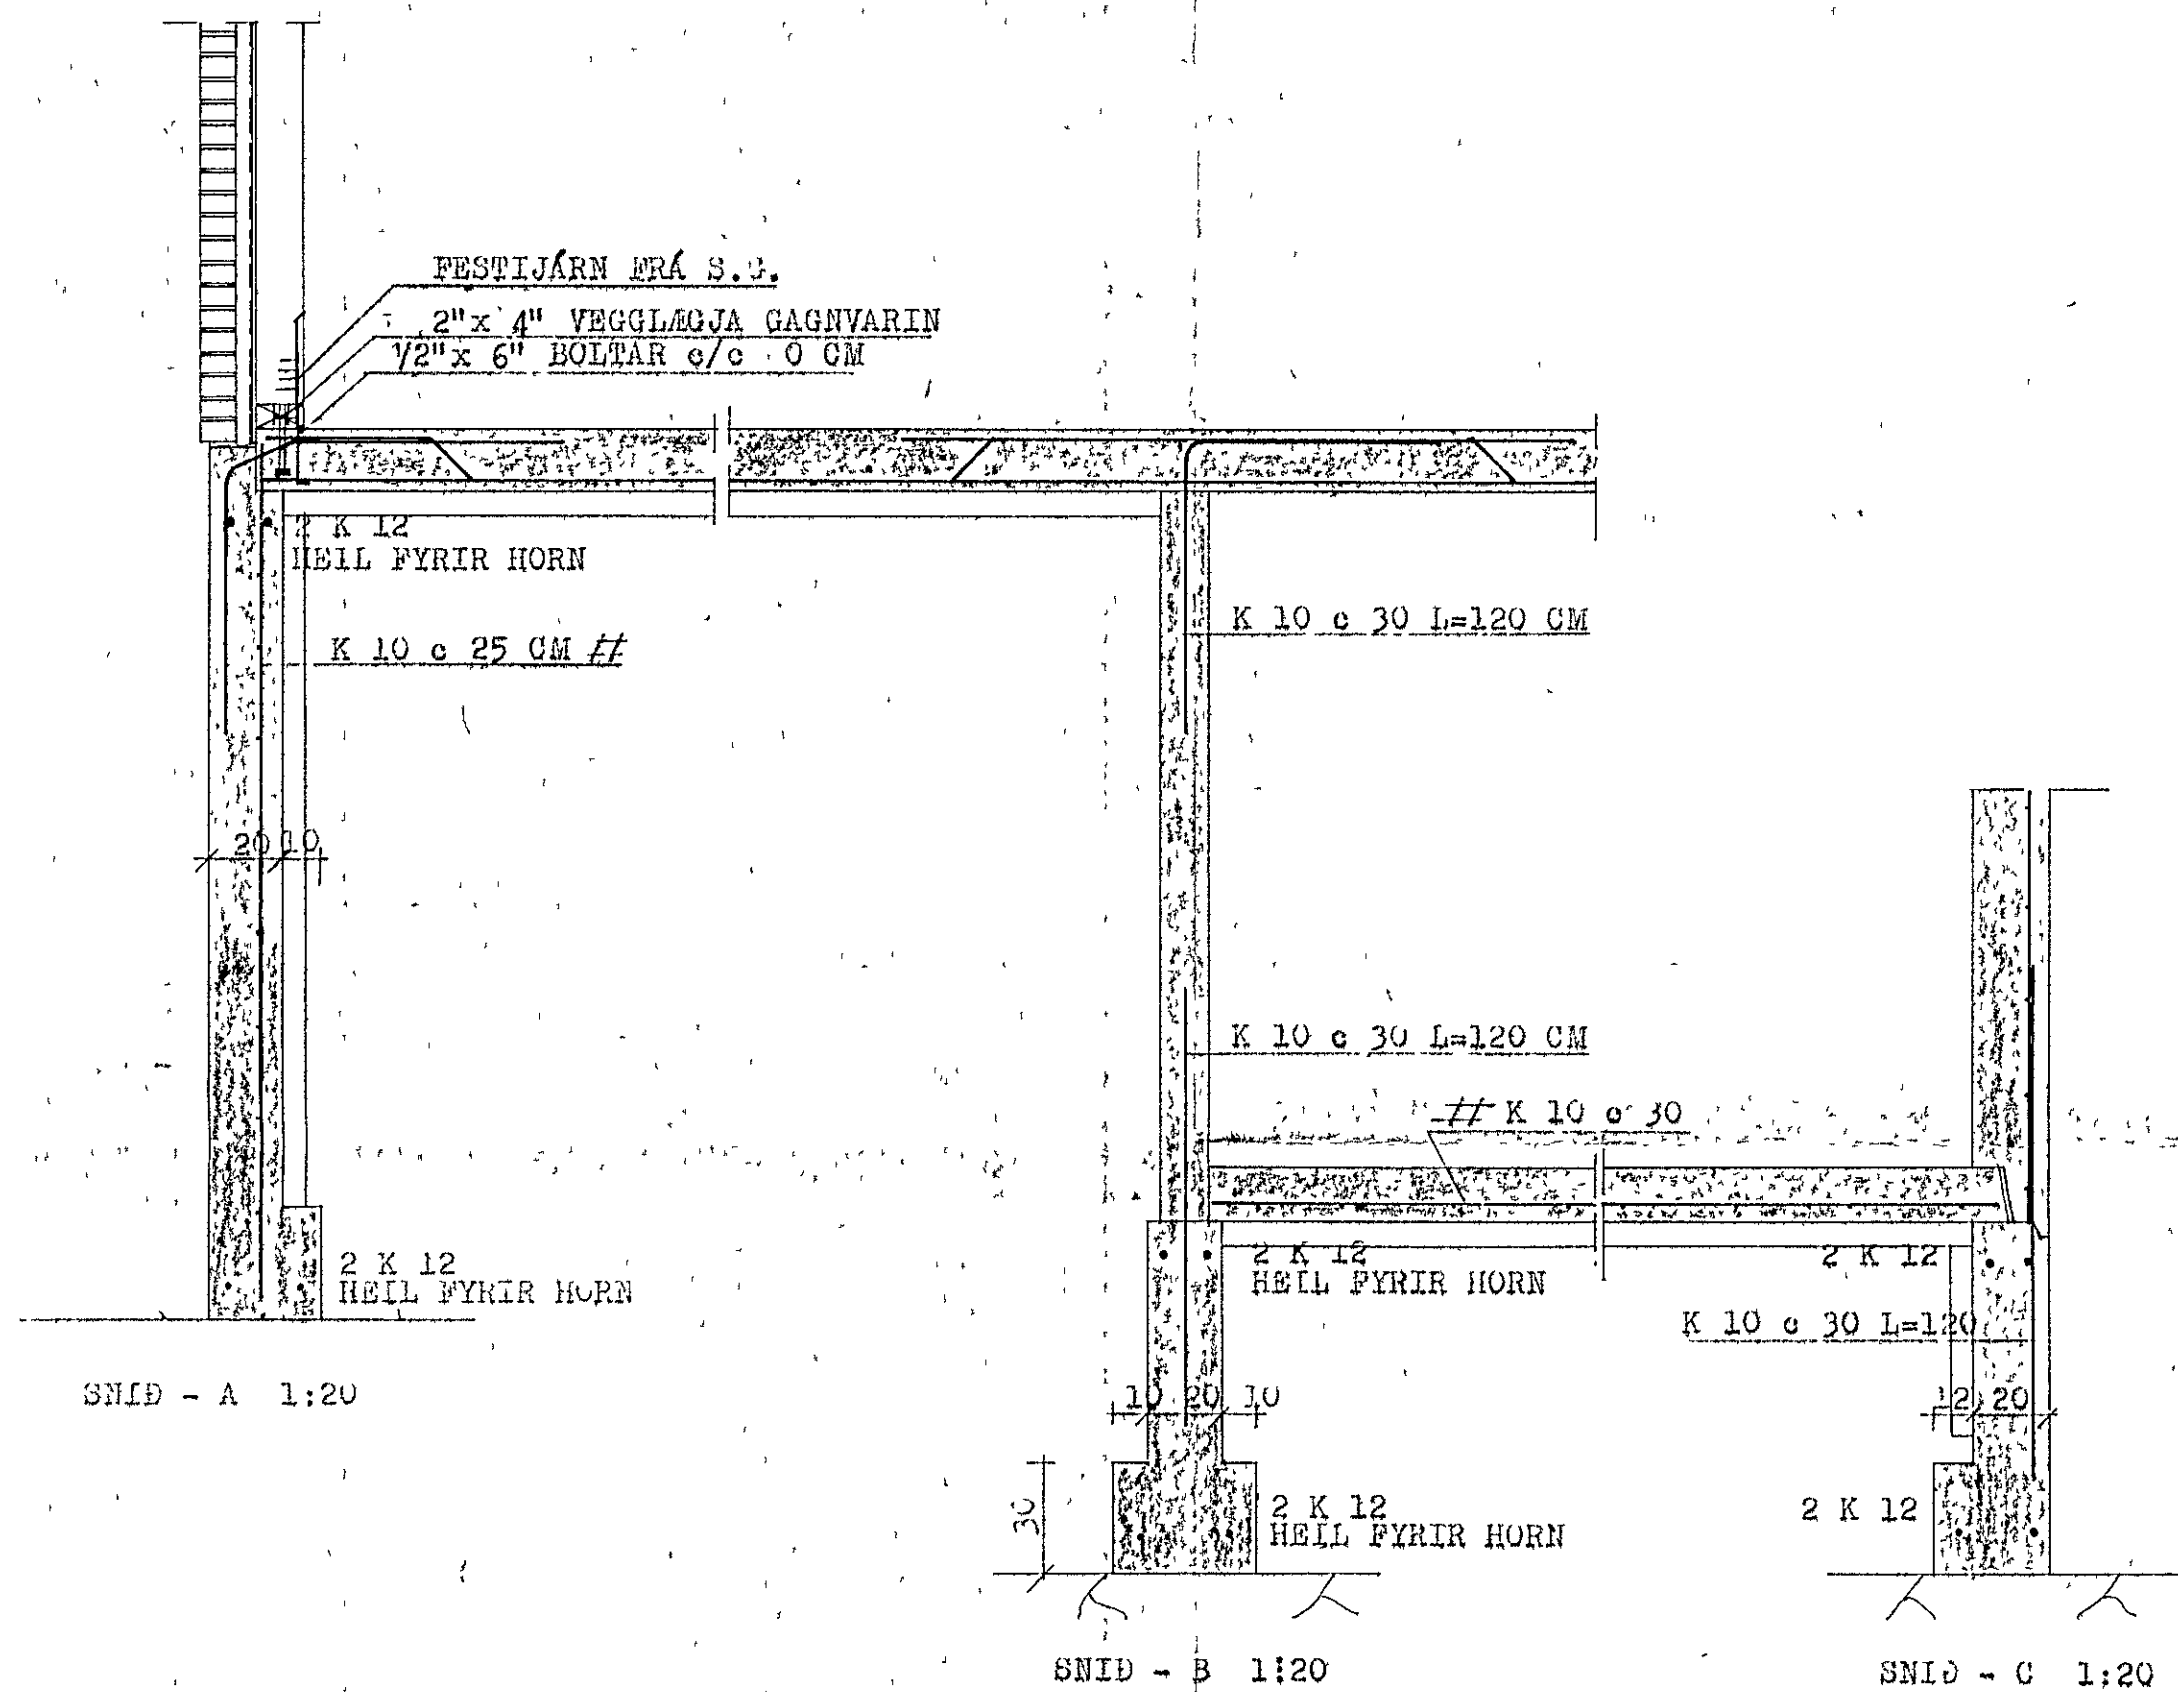 FESTIJÁRN FRÁ S.G.
2"x 4" VEGGLÆGJA GAGNVARIN
1/2"x 6" BOLTAR c/c 0 CM
2 K 12
HEIL FYRIR HORN
K 10 c 25 CM #
K 10 c 30 L=120 CM
20 10
K 10 c 30 L=120 CM
# K 10 c 30
2 K 12
HEIL FYRIR HORN
2 K 12
HEIL FYRIR HORN
2 K 12
K 10 c 30 L=120
SNIÐ - A 1:20
10 20 10
12 20
30
2 K 12
HEIL FYRIR HORN
2 K 12
SNIÐ - B 1:20
SNIÐ - C 1:20